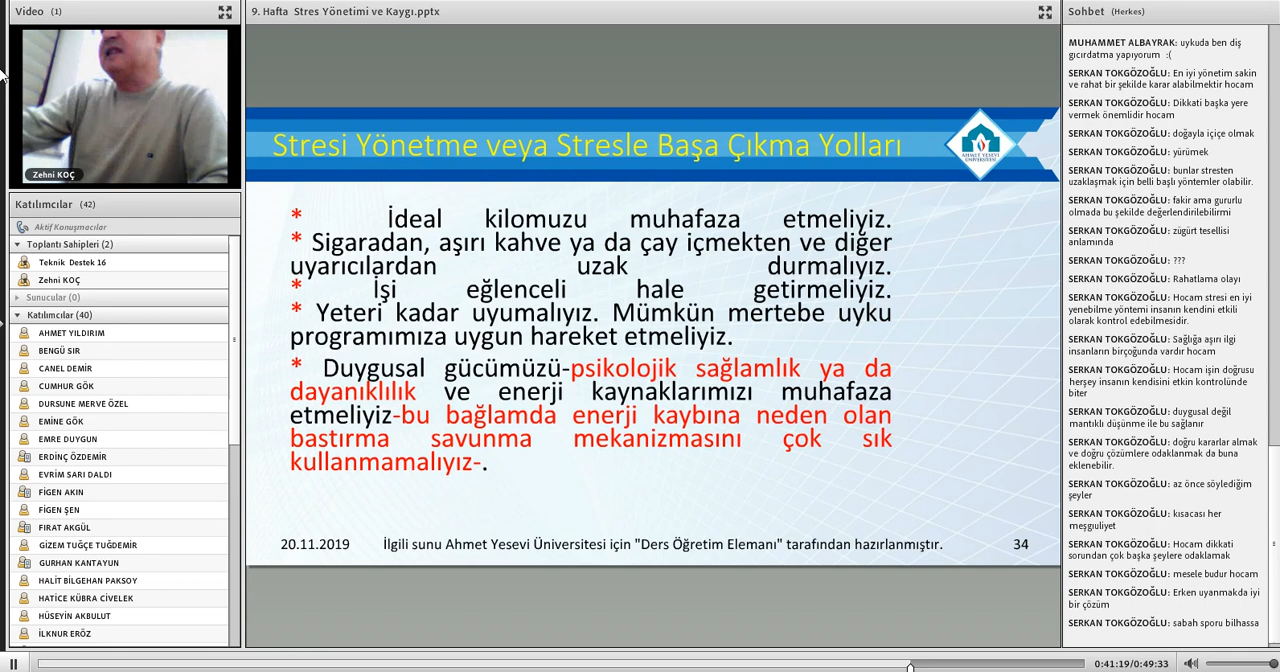 Video (1)
Zehni KOÇ
Katılımcılar (42)
Aktif Konuşmacılar
Toplantı Sahipleri (2)
Teknik Destek 16
Zehni KOÇ
Sunucular (0)
Katılımcılar (40)
AHMET YILDIRIM
BENGÜ SIR
CANEL DEMİR
CUMHUR GÖK
DURSUNE MERVE ÖZEL
EMİNE GÖK
EMRE DUYGUN
ERDİNÇ ÖZDEMİR
EVRİM SARI DALDI
FİGEN AKIN
FİGEN ŞEN
FIRAT AKGÜL
GİZEM TUĞÇE TUĞDEMİR
GURHAN KANTAYUN
HALİT BİLGEHAN PAKSOY
HATİCE KÜBRA CİVELEK
HÜSEYİN AKBULUT
İLKNUR ERÖZ
9. Hafta Stres Yönetimi ve Kaygı.pptx
Stresi Yönetme veya Stresle Başa Çıkma Yolları
AHMET YESEVİ
ÜNİVERSİTESİ
* İdeal kilomuzu muhafaza etmeliyiz.
* Sigaradan, aşırı kahve ya da çay içmekten ve diğer
uyarıcılardan uzak durmalıyız.
* İşi eğlenceli hale getirmeliyiz.
* Yeteri kadar uyumalıyız. Mümkün mertebe uyku
programımıza uygun hareket etmeliyiz.
* Duygusal gücümüzü-psikolojik sağlamlık ya da
dayanıklılık ve enerji kaynaklarımızı muhafaza
etmeliyiz-bu bağlamda enerji kaybına neden olan
bastırma savunma mekanizmasını çok sık
kullanmamalıyız-.
20.11.2019 İlgili sunu Ahmet Yesevi Üniversitesi için "Ders Öğretim Elemanı" tarafından hazırlanmıştır. 34
Sohbet (Herkes)
MUHAMMET ALBAYRAK: uykuda ben diş
gıcırdatma yapıyorum :(
SERKAN TOKGÖZOĞLU: En iyi yönetim sakin
ve rahat bir şekilde karar alabilmektir hocam
SERKAN TOKGÖZOĞLU: Dikkati başka yere
vermek önemlidir hocam
SERKAN TOKGÖZOĞLU: doğayla içiçe olmak
SERKAN TOKGÖZOĞLU: yürümek
SERKAN TOKGÖZOĞLU: bunlar stresten
uzaklaşmak için belli başlı yöntemler olabilir.
SERKAN TOKGÖZOĞLU: fakir ama gururlu
olmada bu şekilde değerlendirilebilirmi
SERKAN TOKGÖZOĞLU: zügürt tesellisi
anlamında
SERKAN TOKGÖZOĞLU: ???
SERKAN TOKGÖZOĞLU: Rahatlama olayı
SERKAN TOKGÖZOĞLU: Hocam stresi en iyi
yenebilme yöntemi insanın kendini etkili
olarak kontrol edebilmesidir.
SERKAN TOKGÖZOĞLU: Sağlığa aşırı ilgi
insanların birçoğunda vardır hocam
SERKAN TOKGÖZOĞLU: Hocam işin doğrusu
herşey insanın kendisini etkin kontrolünde
biter
SERKAN TOKGÖZOĞLU: duygusal değil
mantıklı düşünme ile bu sağlanır
SERKAN TOKGÖZOĞLU: doğru kararlar almak
ve doğru çözümlere odaklanmak da buna
eklenebilir.
SERKAN TOKGÖZOĞLU: az önce söylediğim
şeyler
SERKAN TOKGÖZOĞLU: kısacası her
meşgıuliyet
SERKAN TOKGÖZOĞLU: Hocam dikkati
sorundan çok başka şeylere odaklamak
SERKAN TOKGÖZOĞLU: mesele budur hocam
SERKAN TOKGÖZOĞLU: Erken uyanmakda iyi
bir çözüm
SERKAN TOKGÖZOĞLU: sabah sporu bilhassa
0:41:19/0:49:33